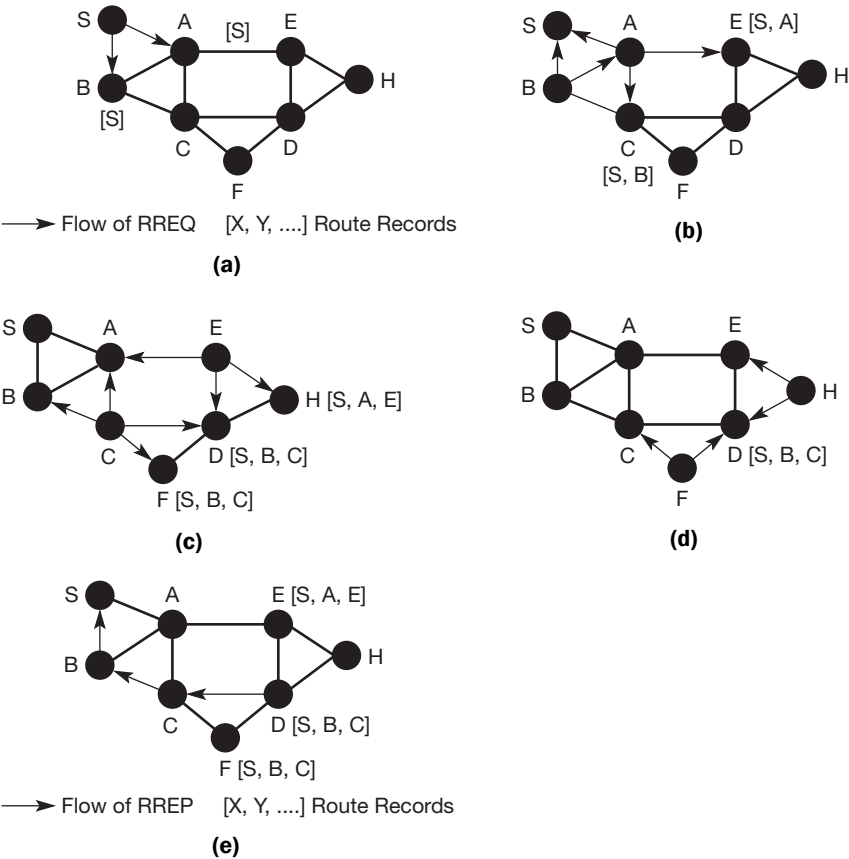 S A [S] E
B H
[S] C D
F
Flow of RREQ [X, Y, ....] Route Records
(a)
S A E [S, A]
B H
C D
[S, B] F
(b)
S A E
B H [S, A, E]
C D [S, B, C]
F [S, B, C]
(c)
S A E
B H
C D [S, B, C]
F
(d)
S A E [S, A, E]
B H
C D [S, B, C]
F [S, B, C]
Flow of RREP [X, Y, ....] Route Records
(e)